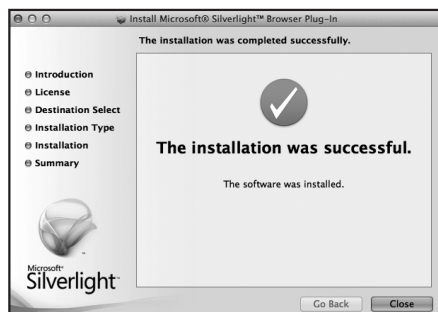 Install Microsoft® Silverlight™ Browser Plug-In
The installation was completed successfully.
Introduction
License
Destination Select
Installation Type
Installation
Summary
The installation was successful.
The software was installed.
Microsoft®
Silverlight™
Go Back
Close